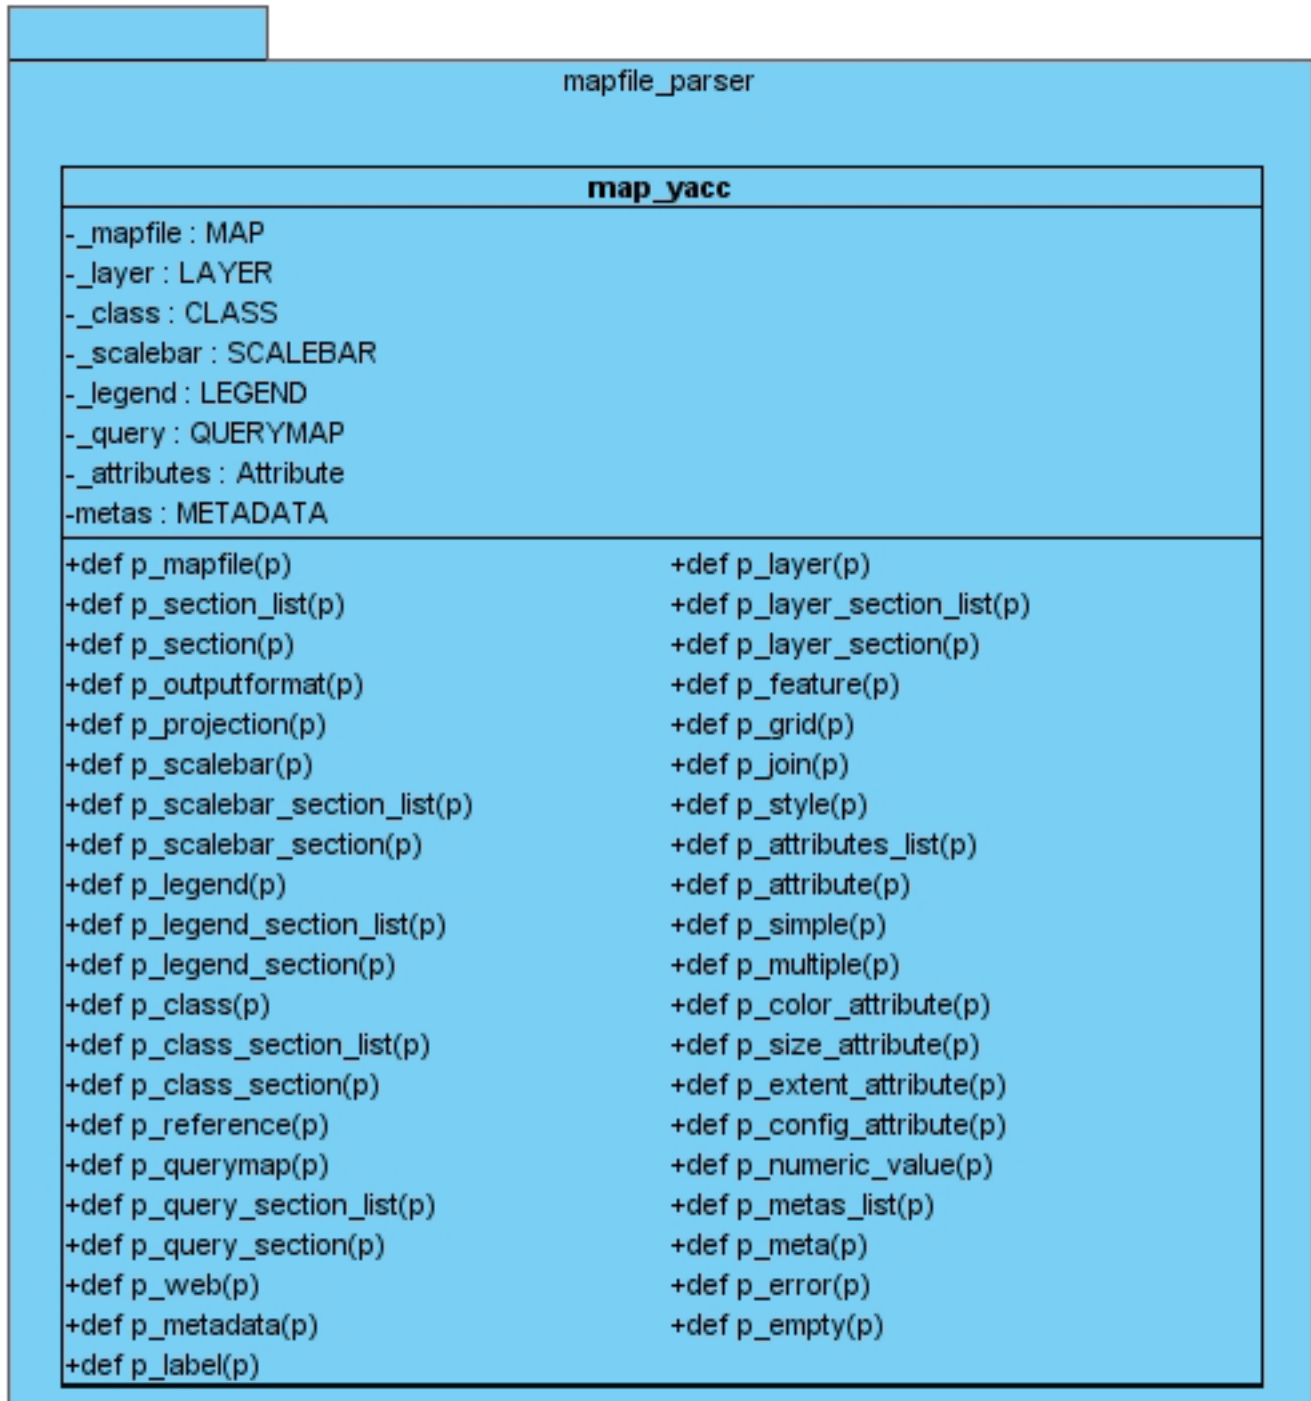 mapfile_parser
map_yacc
-_mapfile : MAP
-_layer : LAYER
-_class : CLASS
-_scalebar : SCALEBAR
-_legend : LEGEND
-_query : QUERYMAP
-_attributes : Attribute
-metas : METADATA
+def p_mapfile(p)
+def p_section_list(p)
+def p_section(p)
+def p_outputformat(p)
+def p_projection(p)
+def p_scalebar(p)
+def p_scalebar_section_list(p)
+def p_scalebar_section(p)
+def p_legend(p)
+def p_legend_section_list(p)
+def p_legend_section(p)
+def p_class(p)
+def p_class_section_list(p)
+def p_class_section(p)
+def p_reference(p)
+def p_querymap(p)
+def p_query_section_list(p)
+def p_query_section(p)
+def p_web(p)
+def p_metadata(p)
+def p_label(p)
+def p_layer(p)
+def p_layer_section_list(p)
+def p_layer_section(p)
+def p_feature(p)
+def p_grid(p)
+def p_join(p)
+def p_style(p)
+def p_attributes_list(p)
+def p_attribute(p)
+def p_simple(p)
+def p_multiple(p)
+def p_color_attribute(p)
+def p_size_attribute(p)
+def p_extent_attribute(p)
+def p_config_attribute(p)
+def p_numeric_value(p)
+def p_metas_list(p)
+def p_meta(p)
+def p_error(p)
+def p_empty(p)